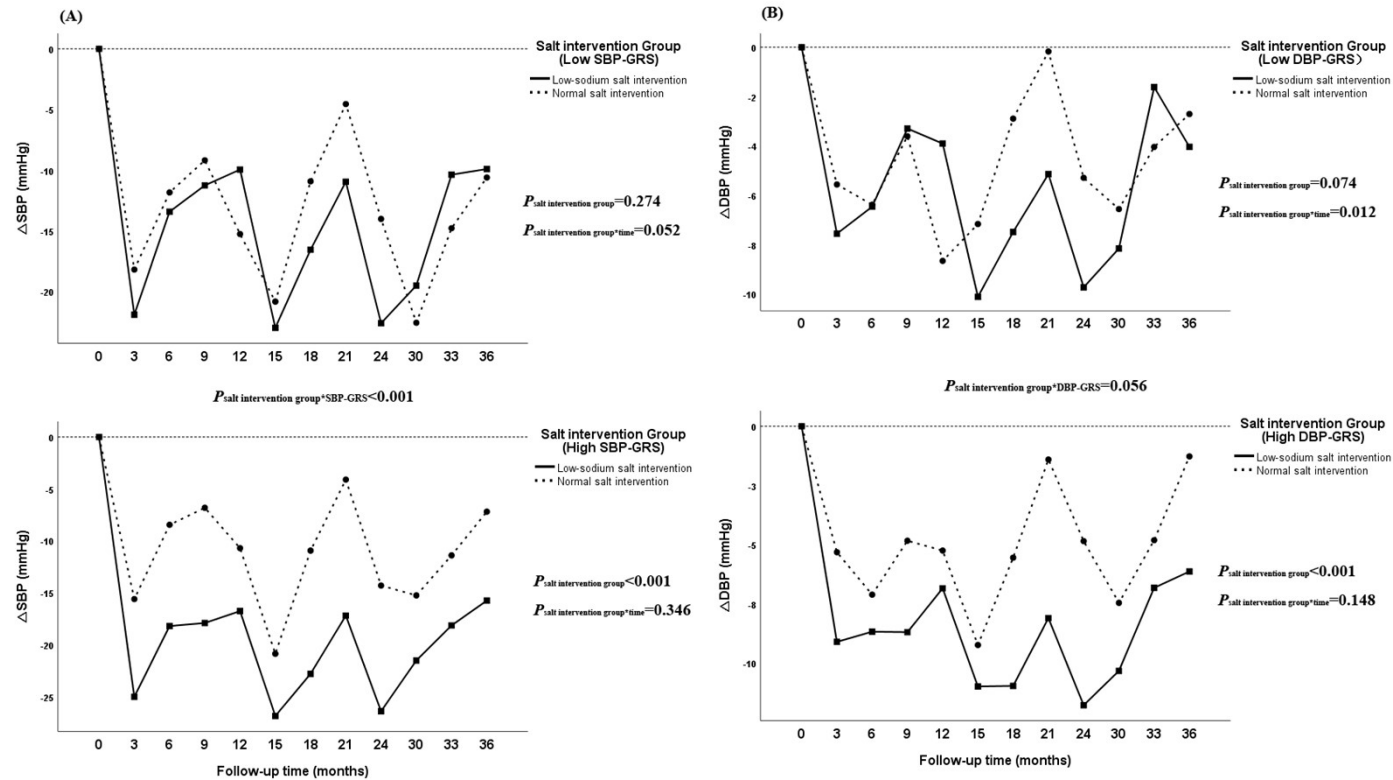 (A)
Salt intervention Group
(Low SBP-GRS)
Low-sodium salt intervention
Normal salt intervention
△SBP (mmHg)
0
-5
-10
-15
-20
Psalt intervention group=0.274
Psalt intervention group*time=0.052
0 3 6 9 12 15 18 21 24 30 33 36
Psalt intervention group*SBP-GRS<0.001
Salt intervention Group
(High SBP-GRS)
Low-sodium salt intervention
Normal salt intervention
△SBP (mmHg)
0
-5
-10
-15
-20
-25
Psalt intervention group<0.001
Psalt intervention group*time=0.346
0 3 6 9 12 15 18 21 24 30 33 36
Follow-up time (months)
(B)
Salt intervention Group
(Low DBP-GRS）
Low-sodium salt intervention
Normal salt intervention
△DBP (mmHg)
0
-2
-4
-6
-8
-10
Psalt intervention group=0.074
Psalt intervention group*time=0.012
0 3 6 9 12 15 18 21 24 30 33 36
Psalt intervention group*DBP-GRS=0.056
Salt intervention Group
(High DBP-GRS)
Low-sodium salt intervention
Normal salt intervention
△DBP (mmHg)
0
-3
-5
-8
-10
Psalt intervention group<0.001
Psalt intervention group*time=0.148
0 3 6 9 12 15 18 21 24 30 33 36
Follow-up time (months)